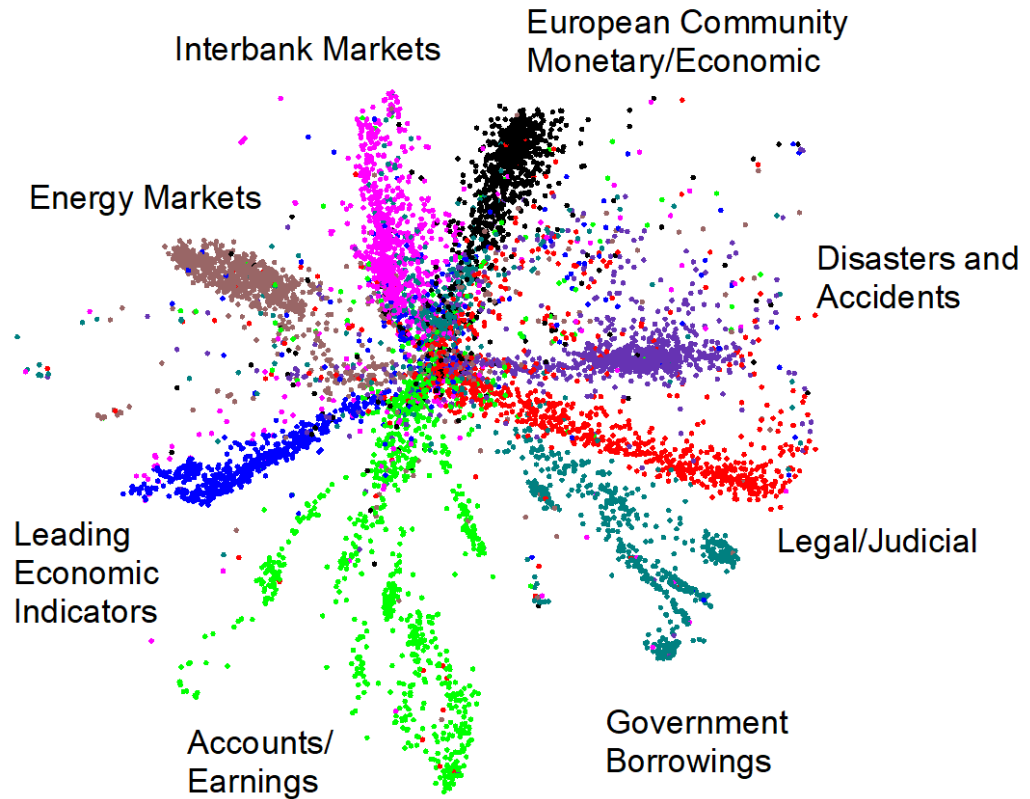 European Community
Monetary/Economic
Interbank Markets
Energy Markets
Disasters and
Accidents
Leading
Economic
Indicators
Legal/Judicial
Accounts/
Earnings
Government
Borrowings